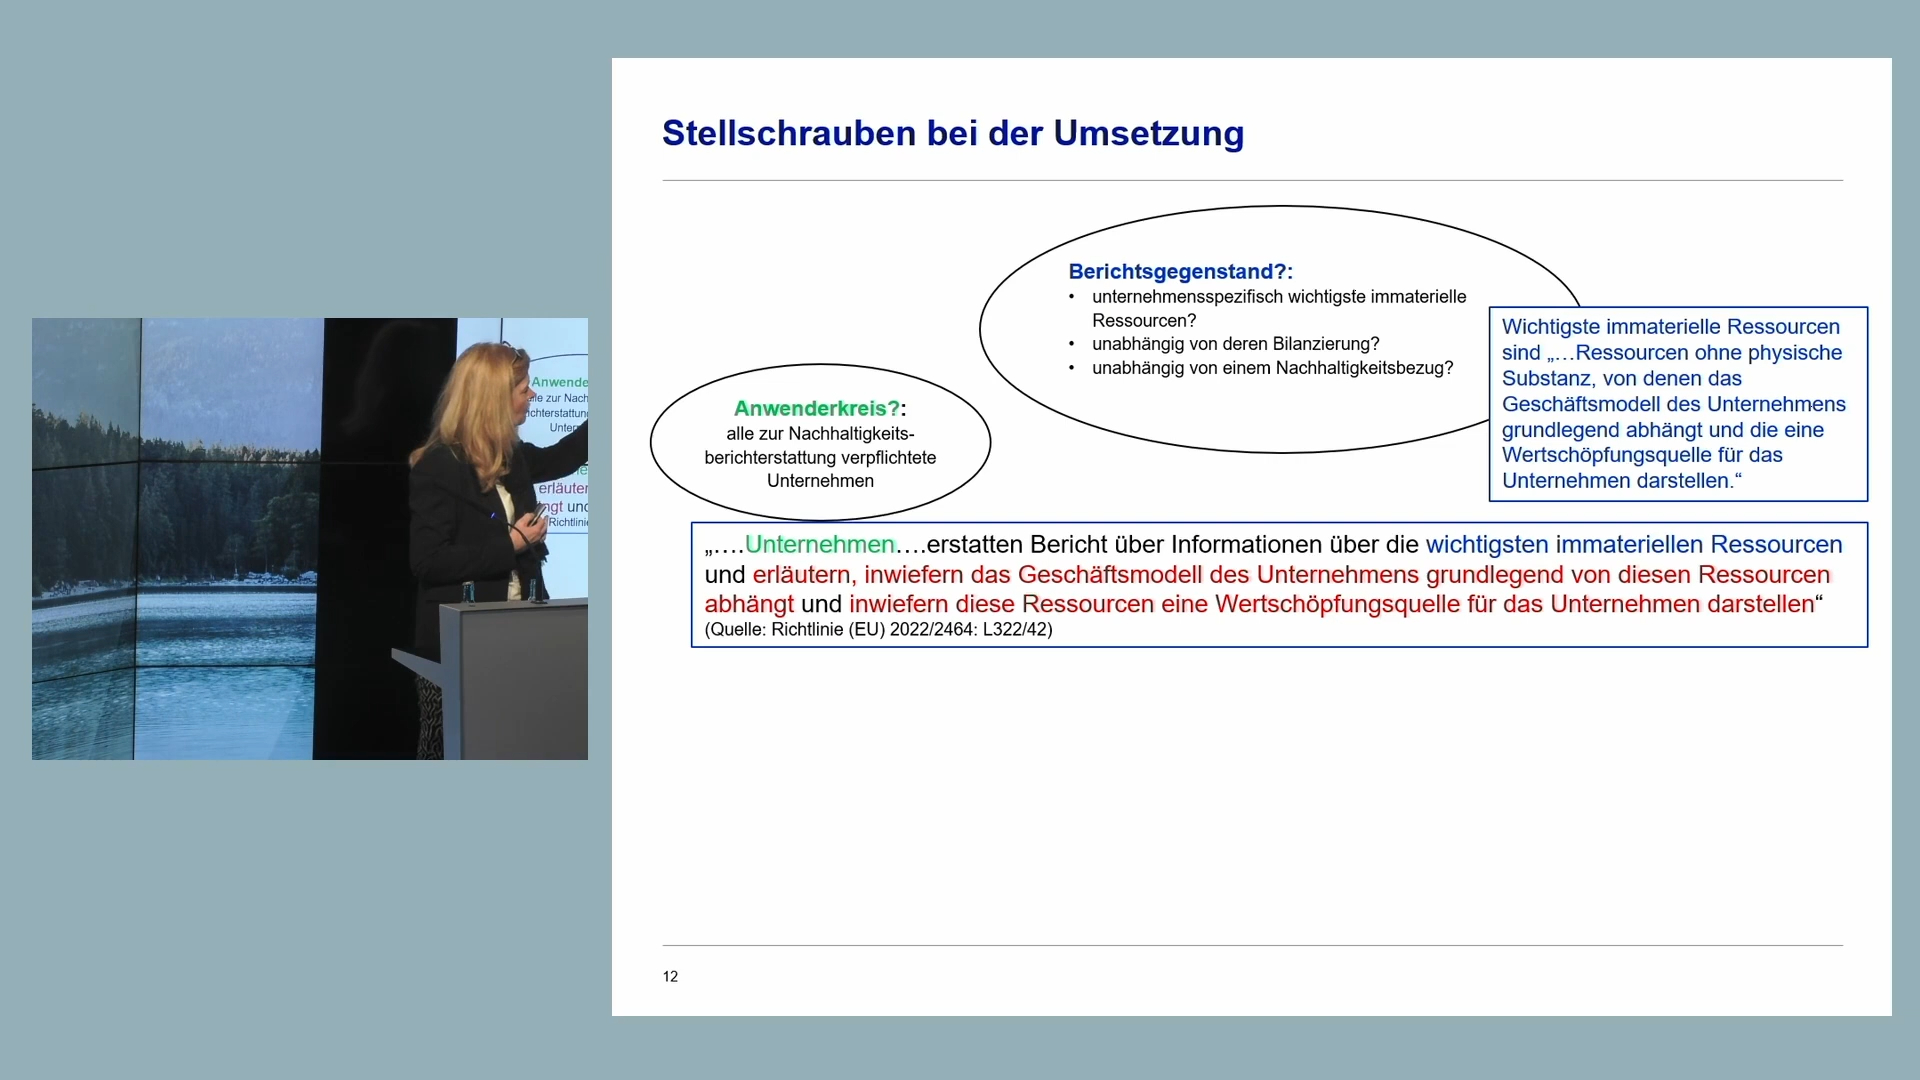 Stellschrauben bei der Umsetzung
Berichtsgegenstand?:
• unternehmensspezifisch wichtigste immaterielle
Ressourcen?
• unabhängig von deren Bilanzierung?
• unabhängig von einem Nachhaltigkeitsbezug?
Wichtigste immaterielle Ressourcen
sind „…Ressourcen ohne physische
Substanz, von denen das
Geschäftsmodell des Unternehmens
grundlegend abhängt und die eine
Wertschöpfungsquelle für das
Unternehmen darstellen.“
Anwenderkreis?:
alle zur Nachhaltigkeits-
berichterstattung verpflichtete
Unternehmen
„….Unternehmen….erstatten Bericht über Informationen über die wichtigsten immateriellen Ressourcen
und erläutern, inwiefern das Geschäftsmodell des Unternehmens grundlegend von diesen Ressourcen
abhängt und inwiefern diese Ressourcen eine Wertschöpfungsquelle für das Unternehmen darstellen“
(Quelle: Richtlinie (EU) 2022/2464: L322/42)
12